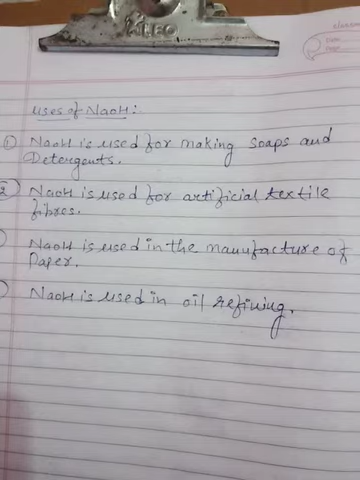 LEO
uses of NaOH:
① NaOH is used for making soaps and
Detergents.
2 NaOH is used for artificial textile
fibres.
NaOH is used in the manufacture of
Paper.
NaOH is used in oil refining.